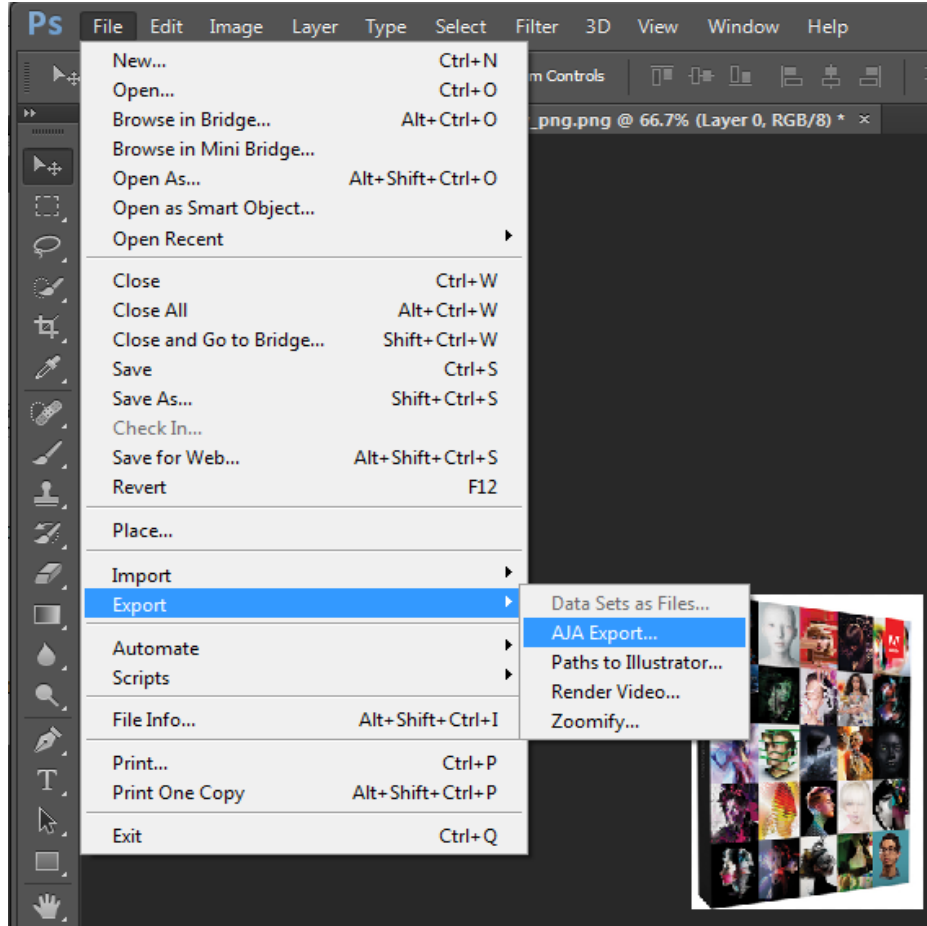 Ps File Edit Image Layer Type Select Filter 3D View Window Help
m Controls
_png.png @ 66.7% (Layer 0, RGB/8) * ×
New... Ctrl+N
Open... Ctrl+O
Browse in Bridge... Alt+Ctrl+O
Browse in Mini Bridge...
Open As... Alt+Shift+Ctrl+O
Open as Smart Object...
Open Recent
Close Ctrl+W
Close All Alt+Ctrl+W
Close and Go to Bridge... Shift+Ctrl+W
Save Ctrl+S
Save As... Shift+Ctrl+S
Check In...
Save for Web... Alt+Shift+Ctrl+S
Revert F12
Place...
Import
Export
Automate
Scripts
File Info... Alt+Shift+Ctrl+I
Print... Ctrl+P
Print One Copy Alt+Shift+Ctrl+P
Exit Ctrl+Q
Data Sets as Files...
AJA Export...
Paths to Illustrator...
Render Video...
Zoomify...
T